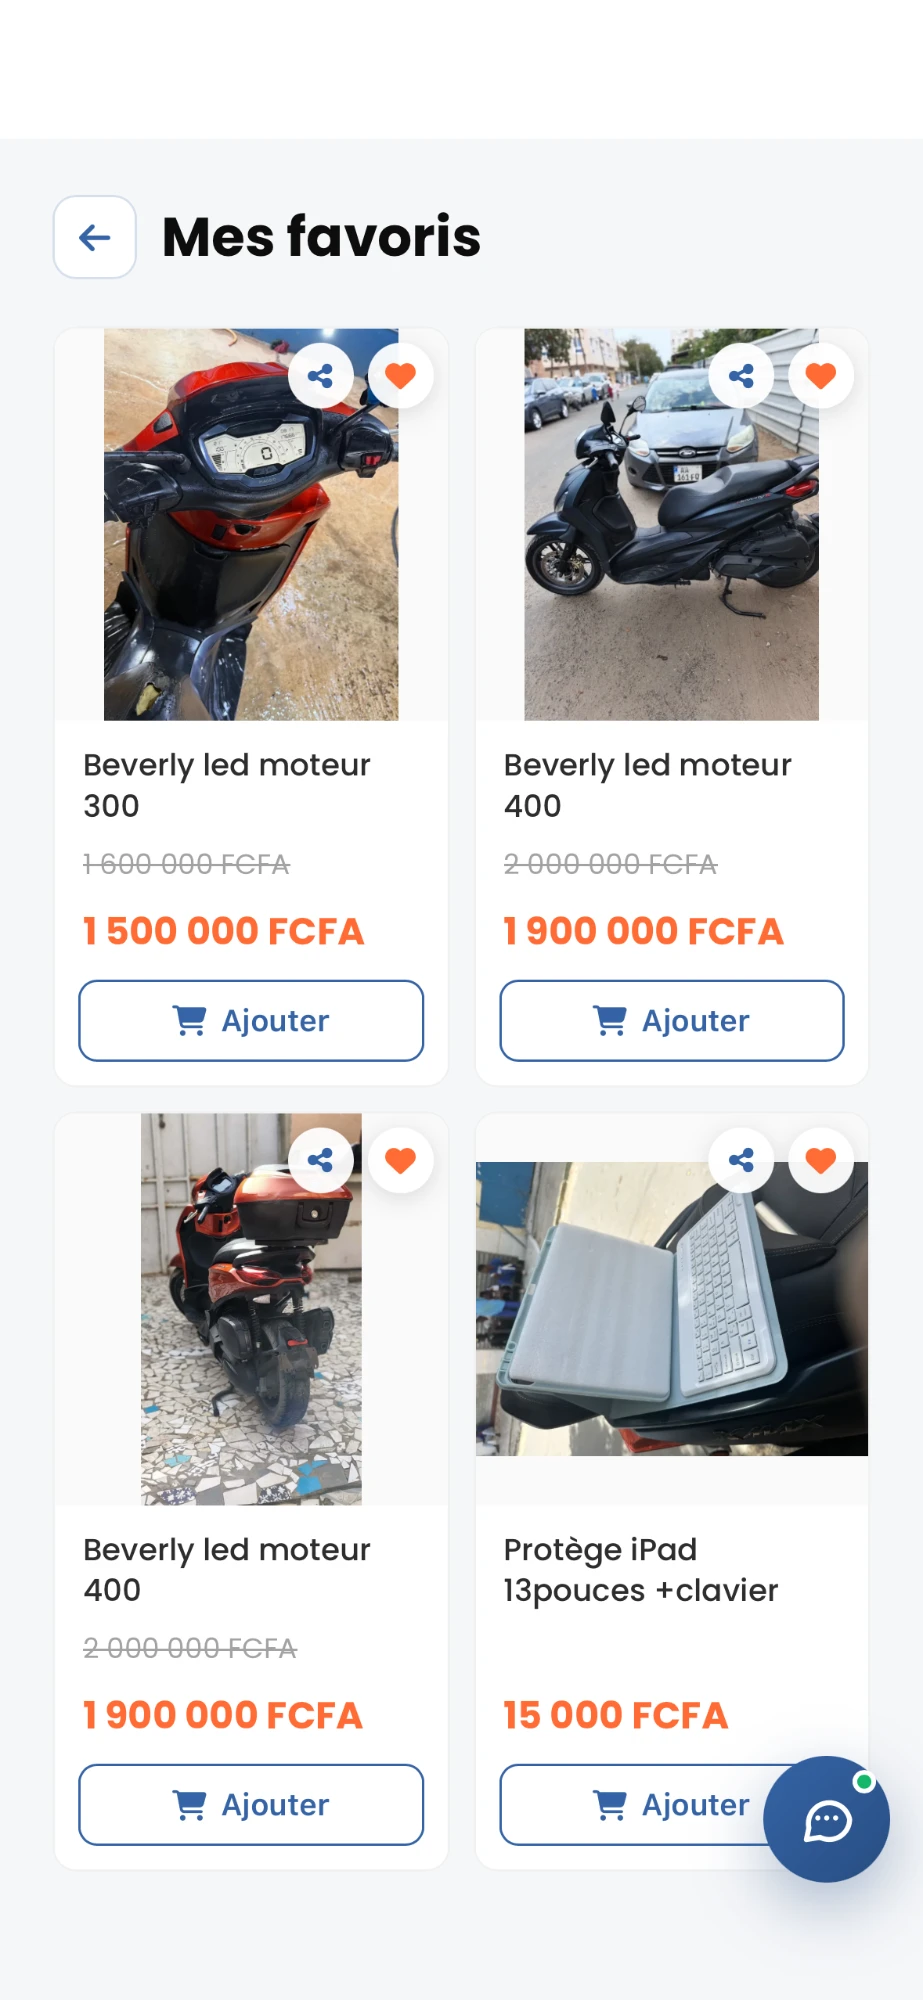 Mes favoris
Beverly led moteur
300
1 600 000 FCFA
1 500 000 FCFA
Ajouter
Beverly led moteur
400
2 000 000 FCFA
1 900 000 FCFA
Ajouter
Beverly led moteur
400
2 000 000 FCFA
1 900 000 FCFA
Ajouter
Protège iPad
13pouces +clavier
15 000 FCFA
Ajouter